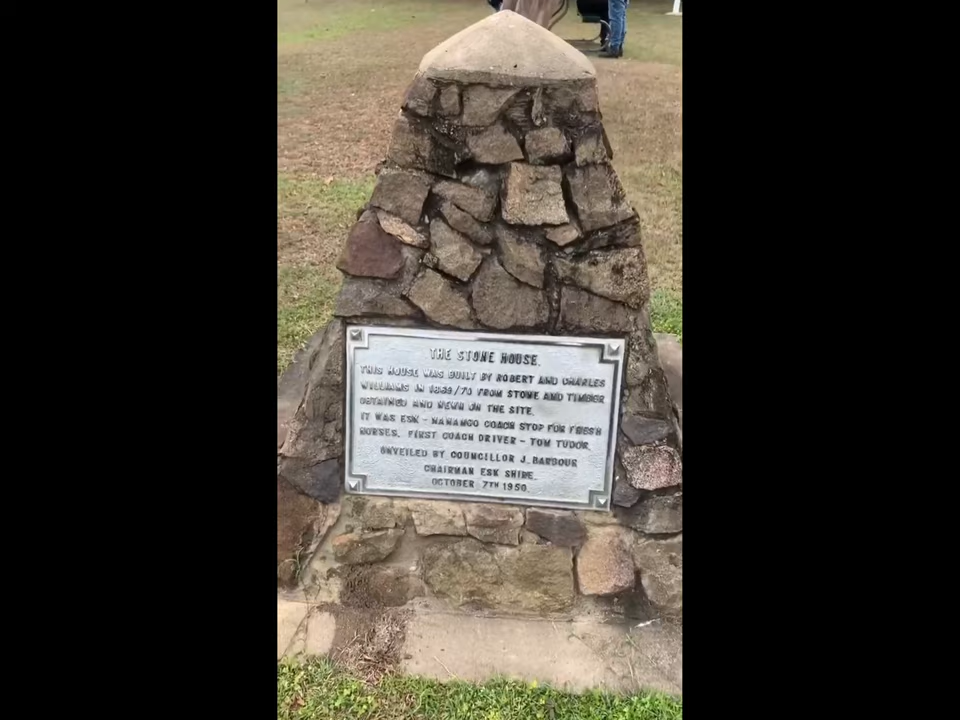 THE STONE HOUSE.
THIS HOUSE WAS BUILT BY ROBERT AND CHARLES
WILLIAMS IN 1869/70 FROM STONE AND TIMBER
OBTAINED AND HEWN ON THE SITE.
IT WAS ESK - NANANGO COACH STOP FOR FRESH
HORSES. FIRST COACH DRIVER - TOM TUDOR.
UNVEILED BY COUNCILLOR J. BARBOUR
CHAIRMAN ESK SHIRE.
OCTOBER 7TH 1950